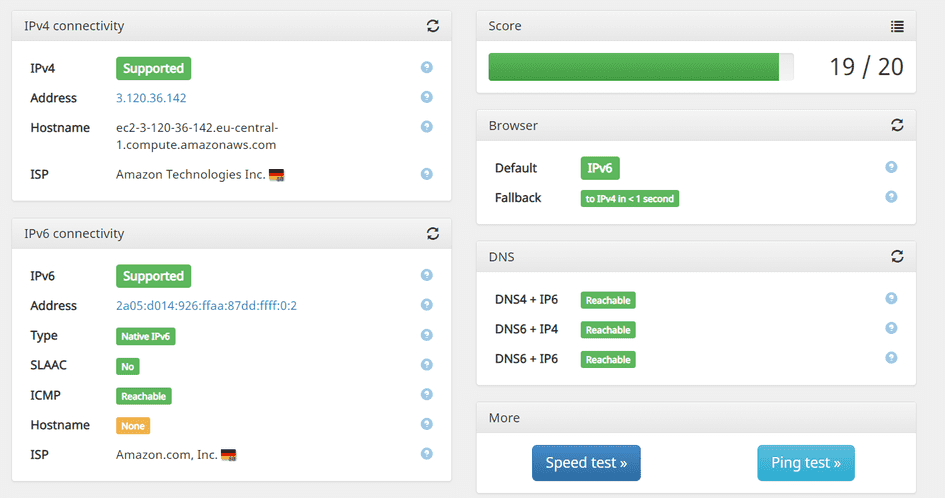 IPv4 connectivity
IPv4 Supported
Address 3.120.36.142
Hostname ec2-3-120-36-142.eu-central-
1.compute.amazonaws.com
ISP Amazon Technologies Inc.
IPv6 connectivity
IPv6 Supported
Address 2a05:d014:926:ffaa:87dd:ffff:0:2
Type Native IPv6
SLAAC No
ICMP Reachable
Hostname None
ISP Amazon.com, Inc.
Score
19 / 20
Browser
Default IPv6
Fallback to IPv4 in < 1 second
DNS
DNS4 + IP6 Reachable
DNS6 + IP4 Reachable
DNS6 + IP6 Reachable
More
Speed test » Ping test »